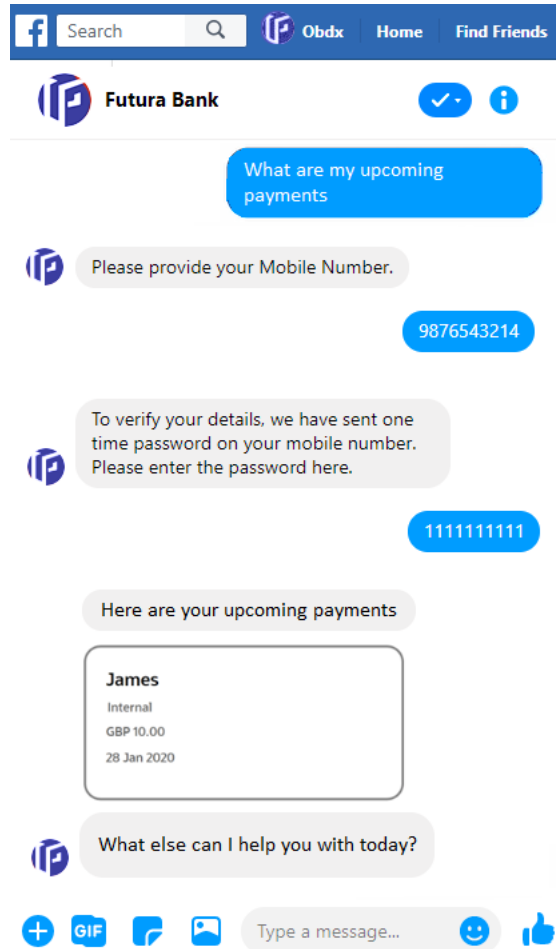 Search
Obdx
Home
Find Friends
Futura Bank
What are my upcoming
payments
Please provide your Mobile Number.
9876543214
To verify your details, we have sent one
time password on your mobile number.
Please enter the password here.
1111111111
Here are your upcoming payments
James
Internal
GBP 10.00
28 Jan 2020
What else can I help you with today?
GIF
Type a message...